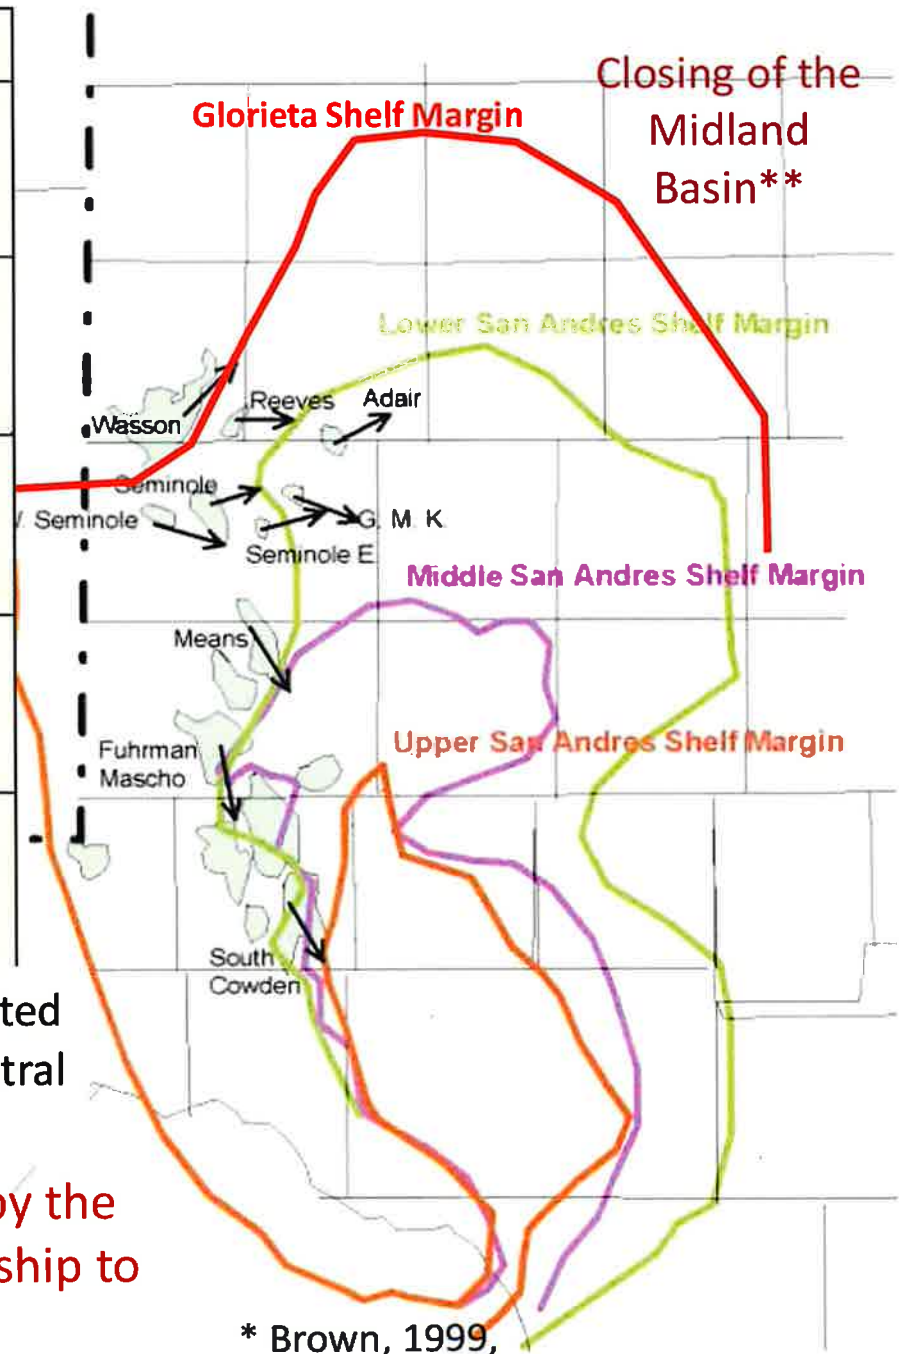 Closing of the
Midland
Basin**
Glorieta Shelf Margin
Lower San Andres Shelf Margin
Reeves
Adair
Wasson
Seminole
Seminole
G. M. K.
Seminole E.
Middle San Andres Shelf Margin
Means
Upper San Andres Shelf Margin
Fuhrman
Mascho
South
Cowden
ted
tral
by the
ship to
* Brown, 1999,